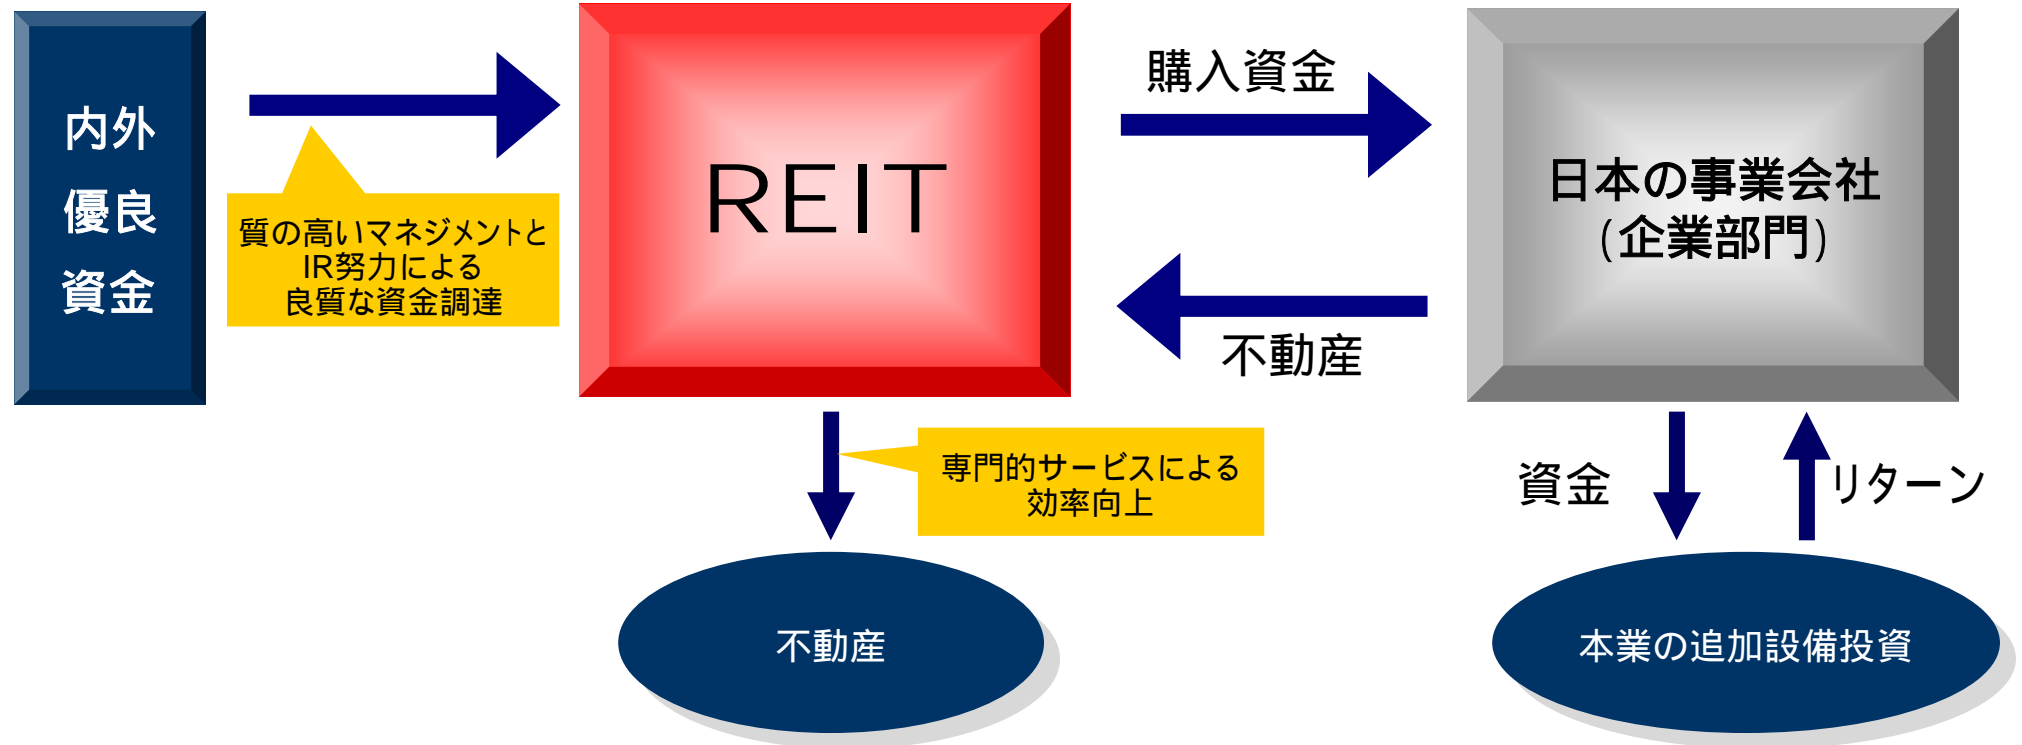 内外
優良
資金
質の高いマネジメントと
IR努力による
良質な資金調達
REIT
購入資金
不動産
日本の事業会社
(企業部門)
専門的サービスによる
効率向上
資金
リターン
不動産
本業の追加設備投資